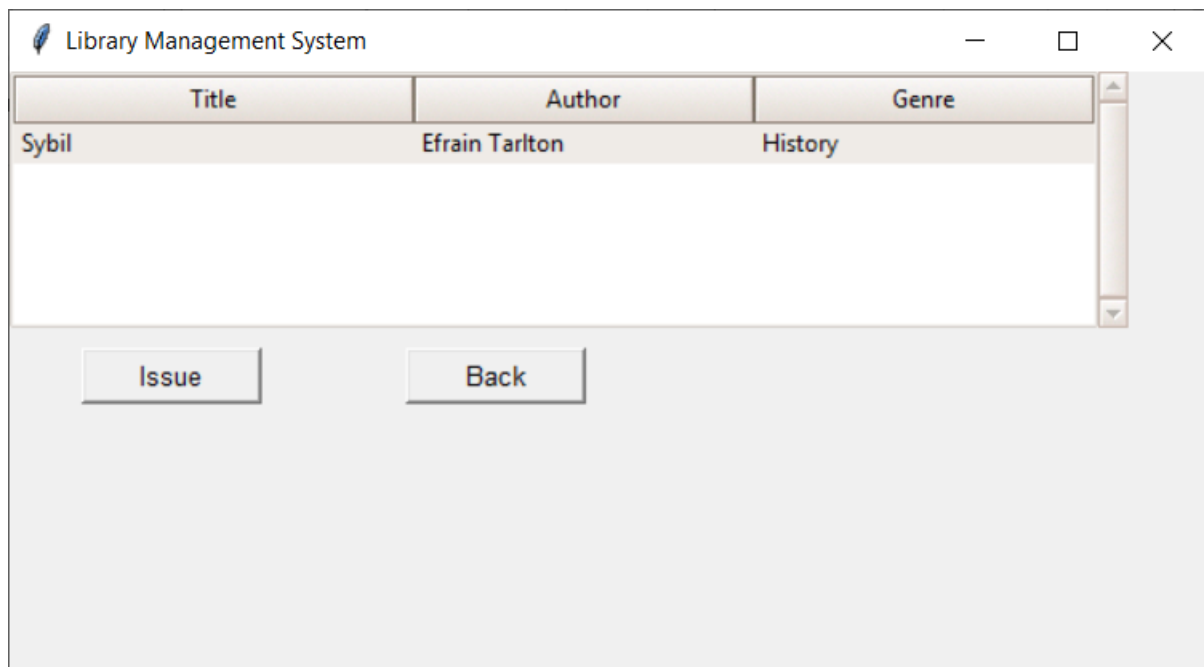 Library Management System
Title Author Genre
Sybil Efrain Tarlton History
Issue Back